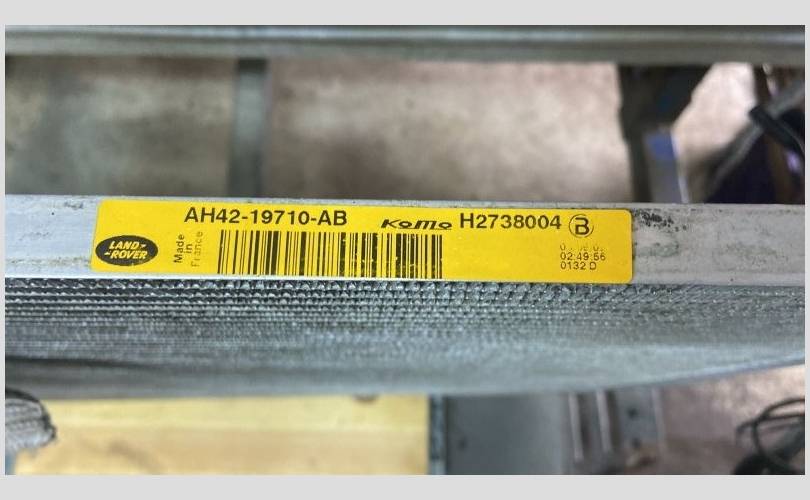 AH42-19710-AB KOMO H2738004 B
LAND-
-ROVER
Made
in
France
02:49:56
0132 D